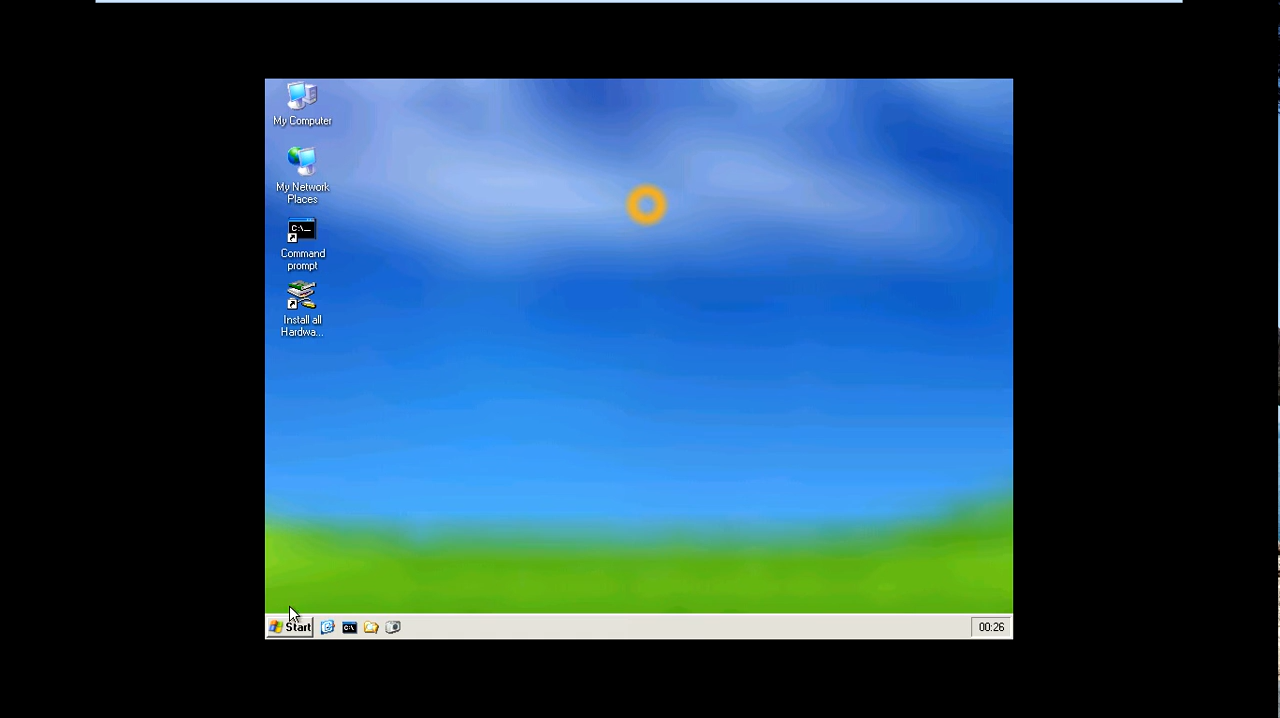 My Computer
My Network
Places
C:\_
Command
prompt
Install all
Hardwa...
Start
C:\
00:26